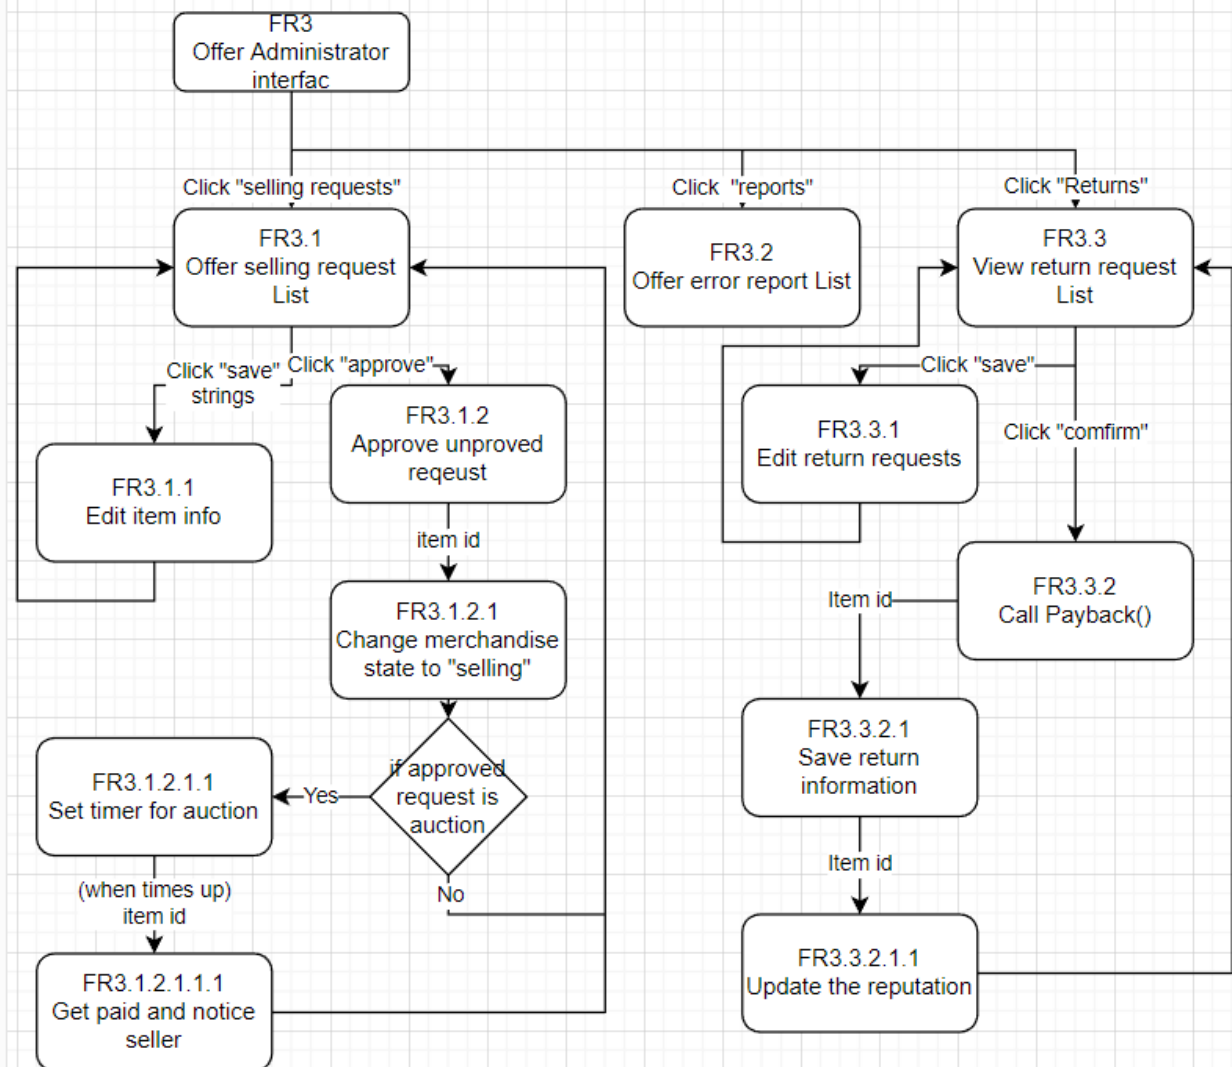 FR3
Offer Administrator
interfac
Click "selling requests"
Click "reports"
Click "Returns"
FR3.1
Offer selling request
List
FR3.2
Offer error report List
FR3.3
View return request
List
Click "save"
strings
Click "approve"
Click "save"
FR3.1.2
Approve unproved
reqeust
FR3.3.1
Edit return requests
Click "comfirm"
FR3.1.1
Edit item info
item id
FR3.3.2
Call Payback()
Item id
FR3.1.2.1
Change merchandise
state to "selling"
FR3.3.2.1
Save return
information
if approved
request is
auction
Yes
FR3.1.2.1.1
Set timer for auction
Item id
No
(when times up)
item id
FR3.3.2.1.1
Update the reputation
FR3.1.2.1.1.1
Get paid and notice
seller